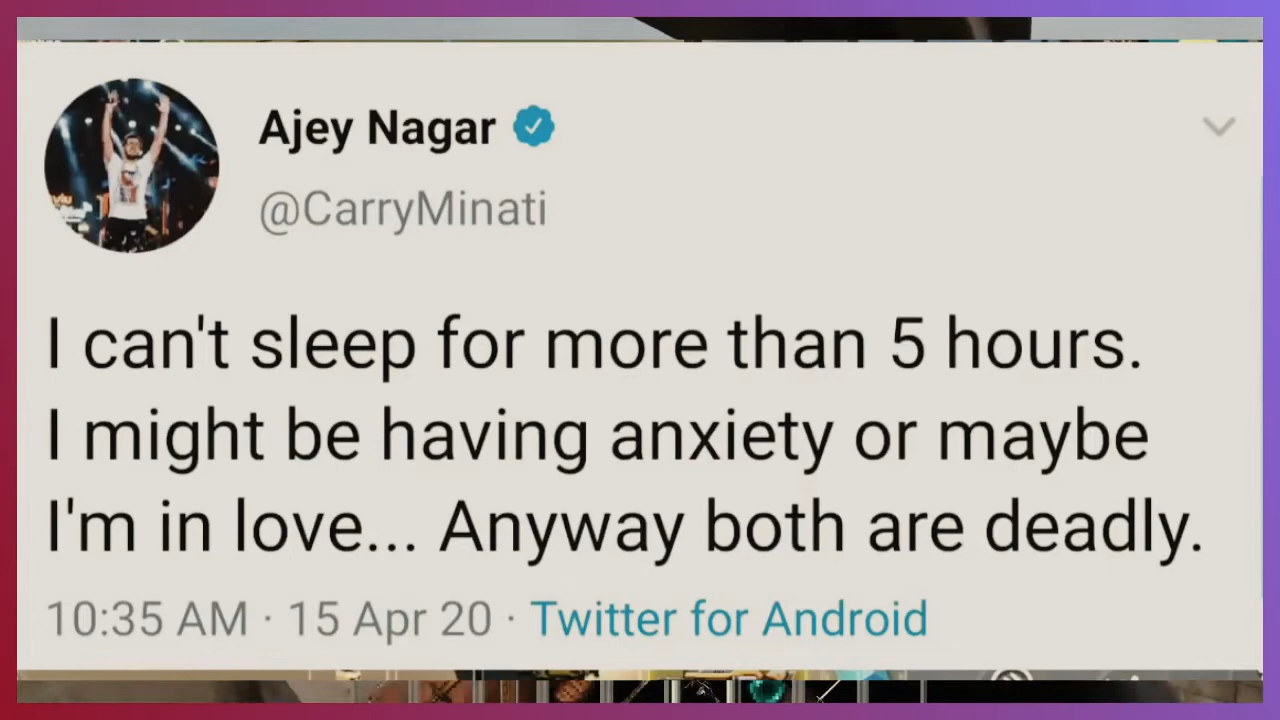 Ajey Nagar
@CarryMinati
I can't sleep for more than 5 hours.
I might be having anxiety or maybe
I'm in love... Anyway both are deadly.
10:35 AM · 15 Apr 20 · Twitter for Android